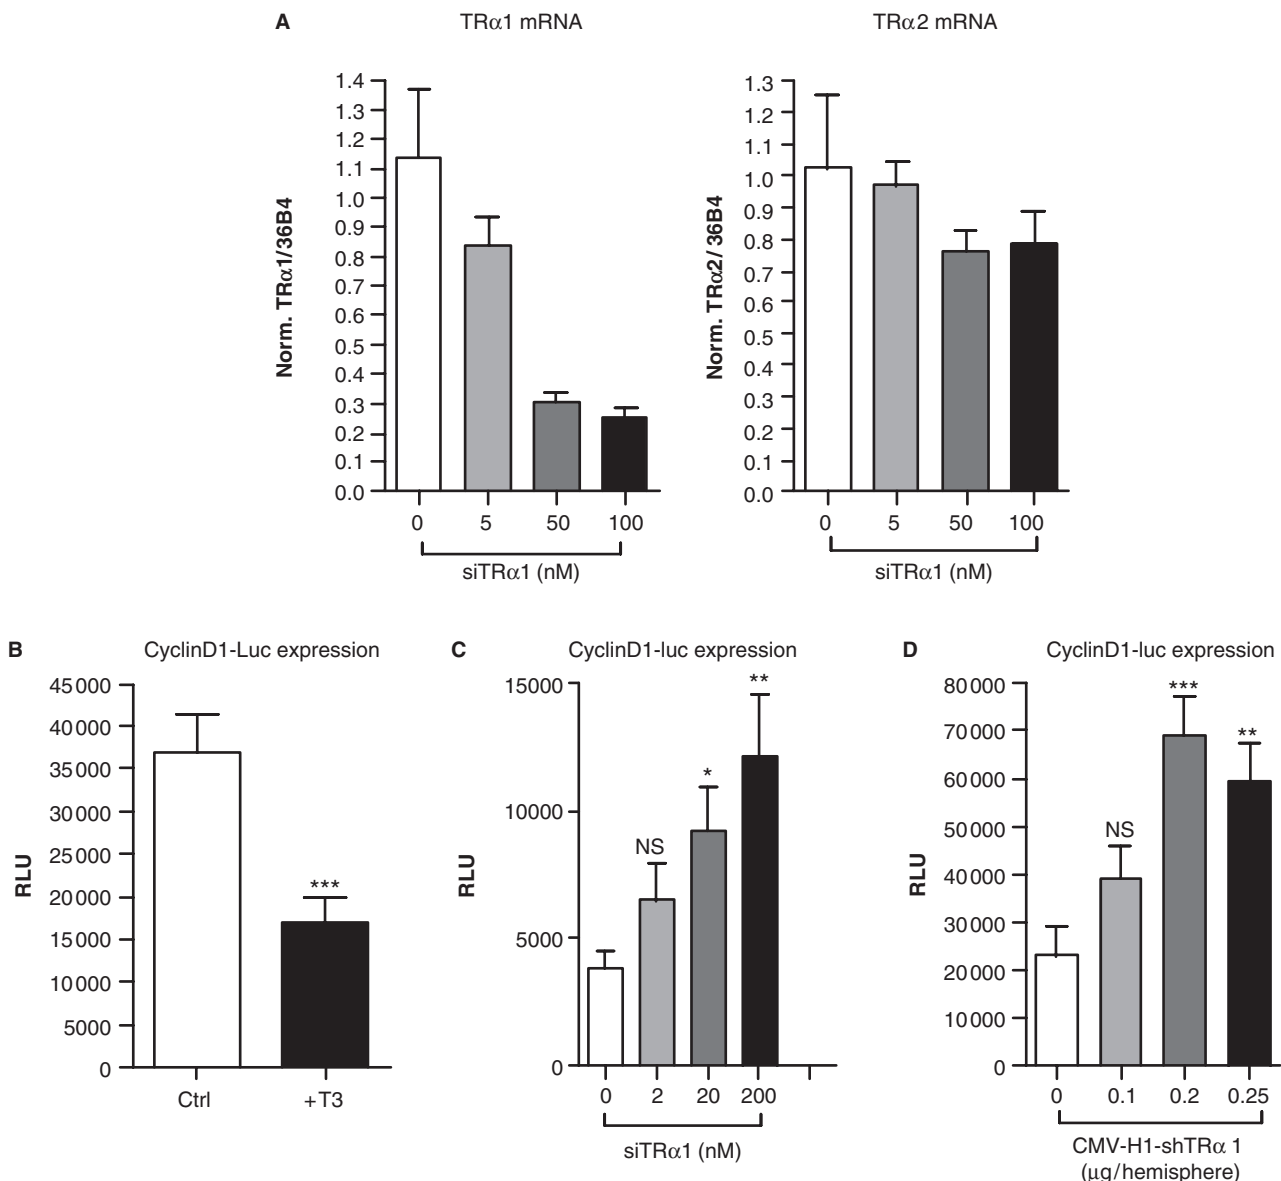 A
TRα1 mRNA
TRα2 mRNA
Norm. TRα1/36B4
1.4
1.3
1.2
1.1
1.0
0.9
0.8
0.7
0.6
0.5
0.4
0.3
0.2
0.1
0.0
0 5 50 100
siTRα1 (nM)
Norm. TRα2/ 36B4
1.3
1.2
1.1
1.0
0.9
0.8
0.7
0.6
0.5
0.4
0.3
0.2
0.1
0.0
0 5 50 100
siTRα1 (nM)
B
CyclinD1-Luc expression
RLU
45000
40000
35000
30000
25000
20000
15000
10000
5000
0
***
Ctrl +T3
C
CyclinD1-luc expression
RLU
15000
10000
5000
0
NS
*
**
0 2 20 200
siTRα1 (nM)
D
CyclinD1-luc expression
RLU
80000
70000
60000
50000
40000
30000
20000
10000
0
NS
***
**
0 0.1 0.2 0.25
CMV-H1-shTRα 1
(μg/hemisphere)